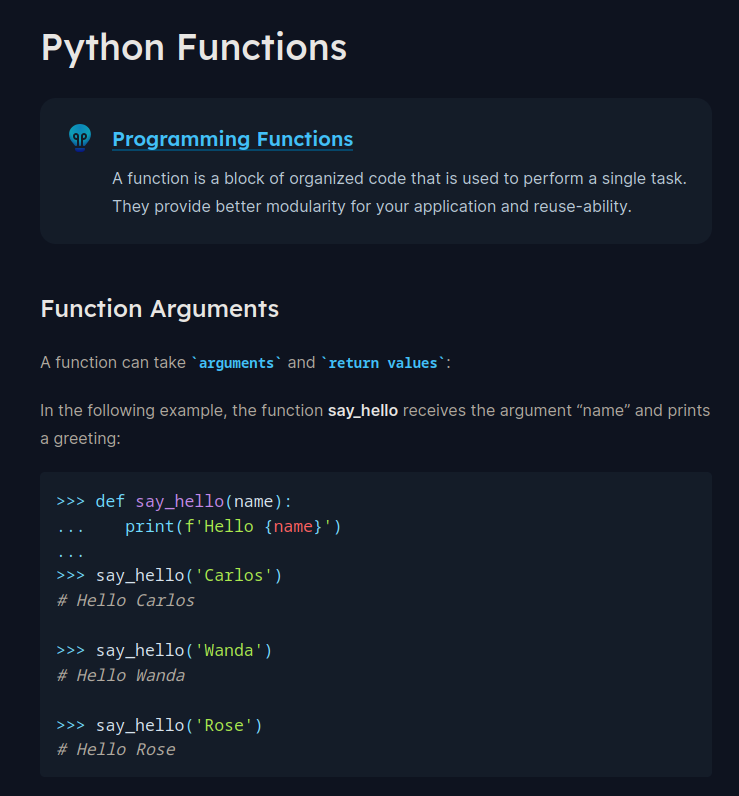 Python Functions
Programming Functions
A function is a block of organized code that is used to perform a single task.
They provide better modularity for your application and reuse-ability.
Function Arguments
A function can take `arguments` and `return values`:
In the following example, the function say_hello receives the argument “name” and prints
a greeting:
>>> def say_hello(name):
...    print(f'Hello {name}')
...
>>> say_hello('Carlos')
# Hello Carlos
>>> say_hello('Wanda')
# Hello Wanda
>>> say_hello('Rose')
# Hello Rose